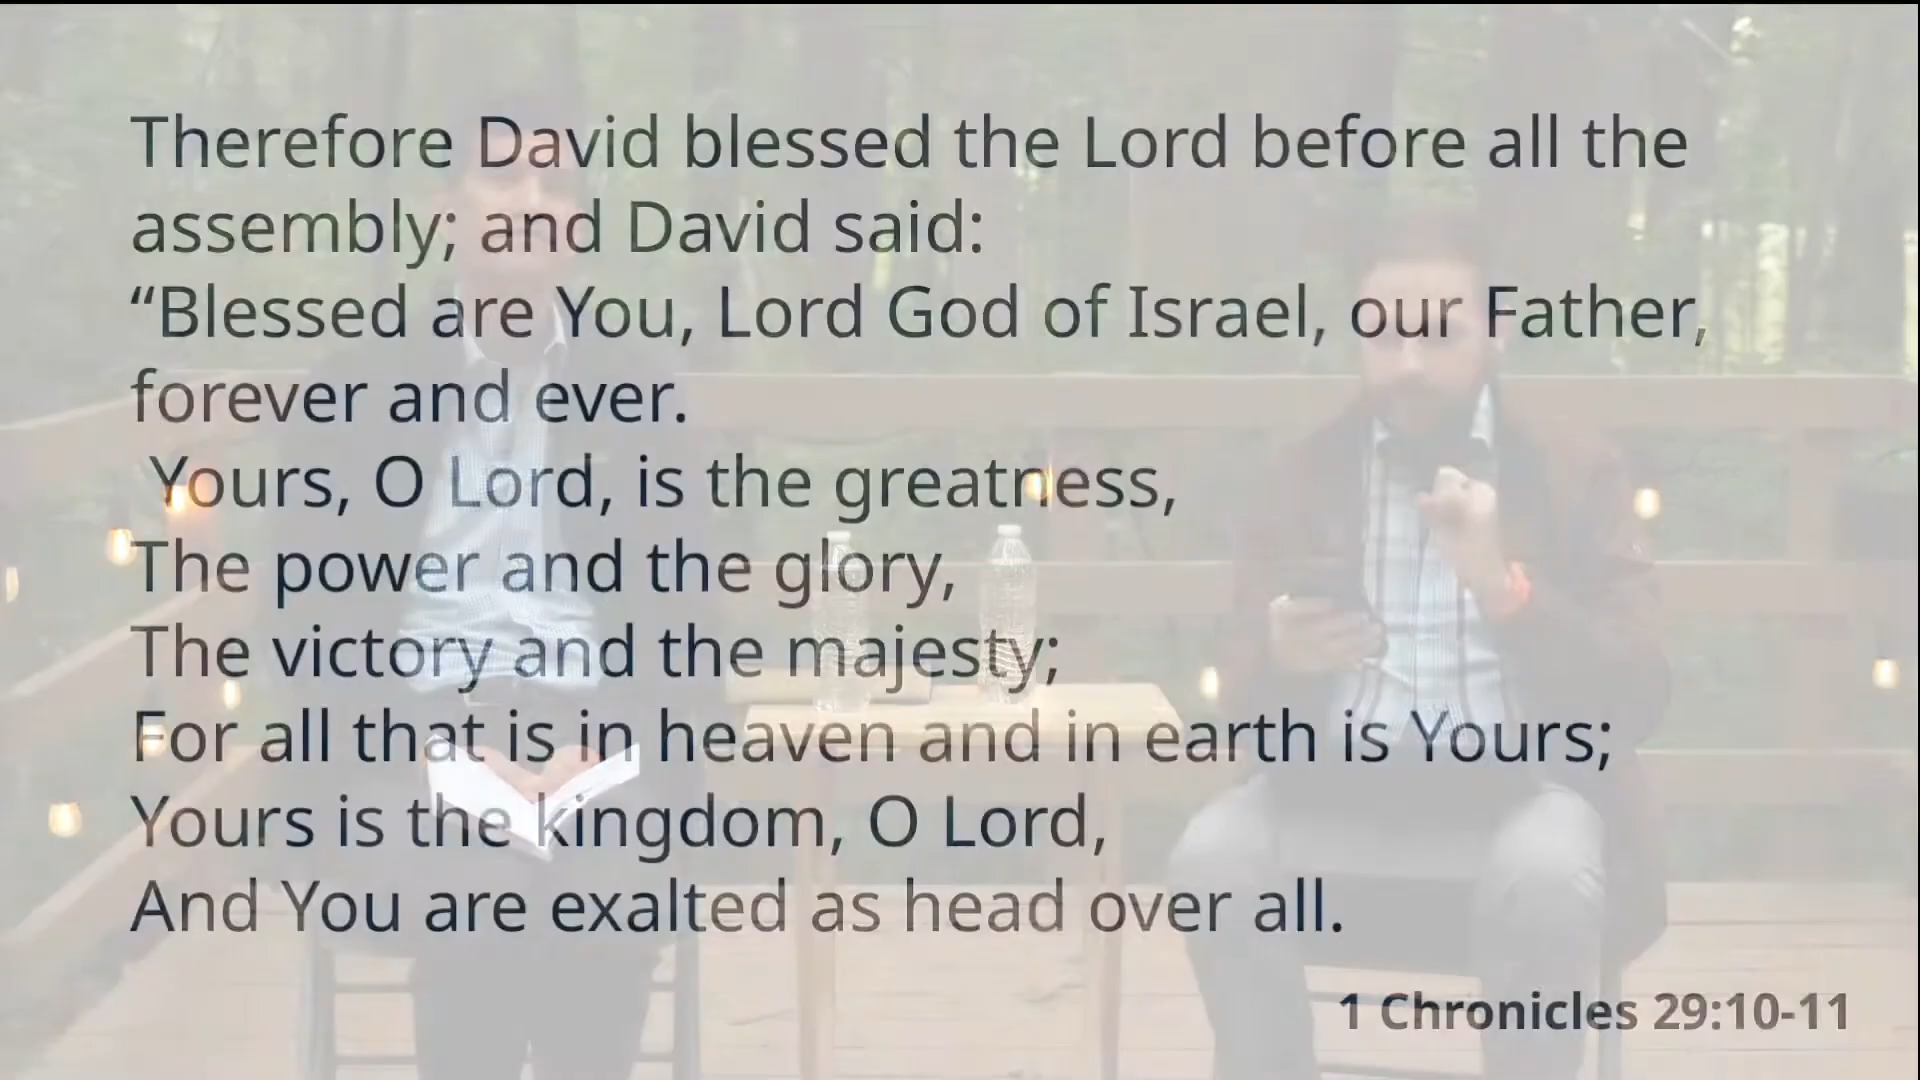 Therefore David blessed the Lord before all the
assembly; and David said:
“Blessed are You, Lord God of Israel, our Father,
forever and ever.
Yours, O Lord, is the greatness,
The power and the glory,
The victory and the majesty;
For all that is in heaven and in earth is Yours;
Yours is the kingdom, O Lord,
And You are exalted as head over all.
1 Chronicles 29:10-11